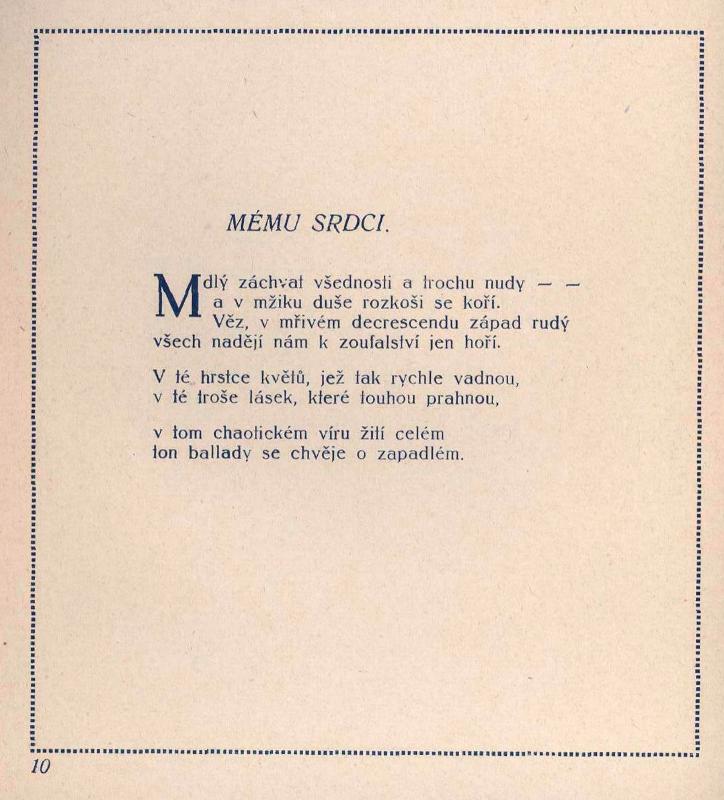 MÉMU SRDCI.
Mdlý záchvat všednosti a trochu nudy — —
a v mžiku duše rozkoši se koří.
Věz, v mřivém decrescendu západ rudý
všech nadějí nám k zoufalství jen hoří.
V té hrstce květů, jež tak rychle vadnou,
v té troše lásek, které touhou prahnou,
v tom chaotickém víru žití celém
ton ballady se chvěje o zapadlém.
10